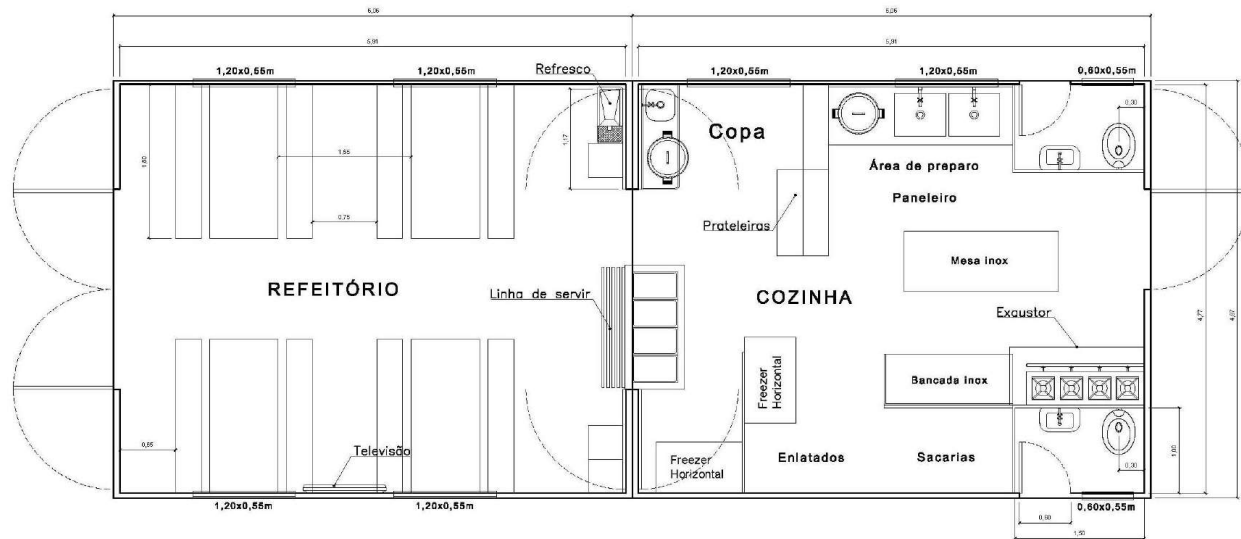 6,06
6,06
5,91
5,91
1,20x0,55m
1,20x0,55m
Refresco
1,20x0,55m
1,20x0,55m
0,60x0,55m
0,30
1,17
Copa
1,80
1,55
Área de preparo
Paneleiro
0,75
Prateleiras
Mesa inox
REFEITÓRIO
Linha de servir
COZINHA
Exaustor
4,77
4,87
Freezer
Horizontal
Bancada inox
0,65
Televisão
Freezer
Horizontal
Enlatados
Sacarias
1,00
0,30
1,20x0,55m
1,20x0,55m
0,60x0,55m
0,60
1,50